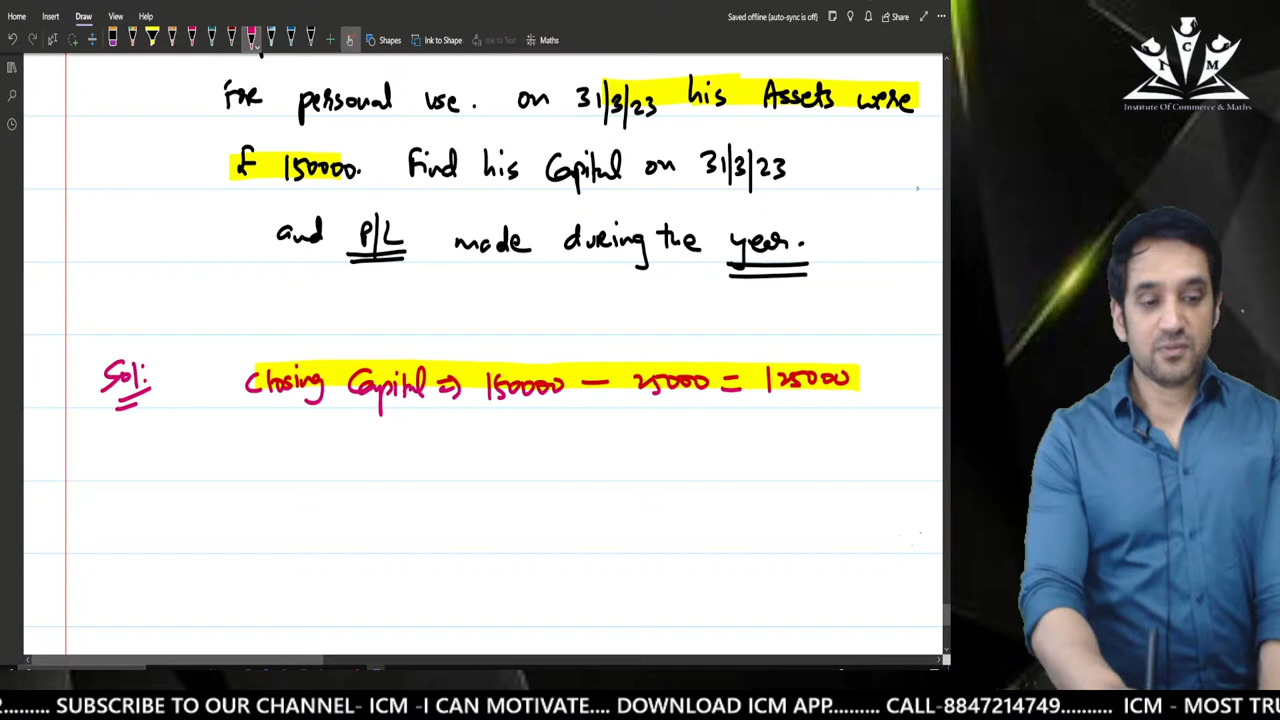 Home Insert Draw View Help Saved offline (auto-sync is off) Share
Shapes Ink to Shape Ink to Text Maths
I C M
Institute Of Commerce & Maths
For personal use. on 31/3/23 his Assets were
₹ 150000. Find his Capital on 31/3/23
and P/L made during the year.
Sol: Closing Capital ⇒ 150000 - 25000 = 125000
SUBSCRIBE TO OUR CHANNEL- ICM -I CAN MOTIVATE.... DOWNLOAD ICM APP......... CALL-8847214749....... ICM - MOST TRU